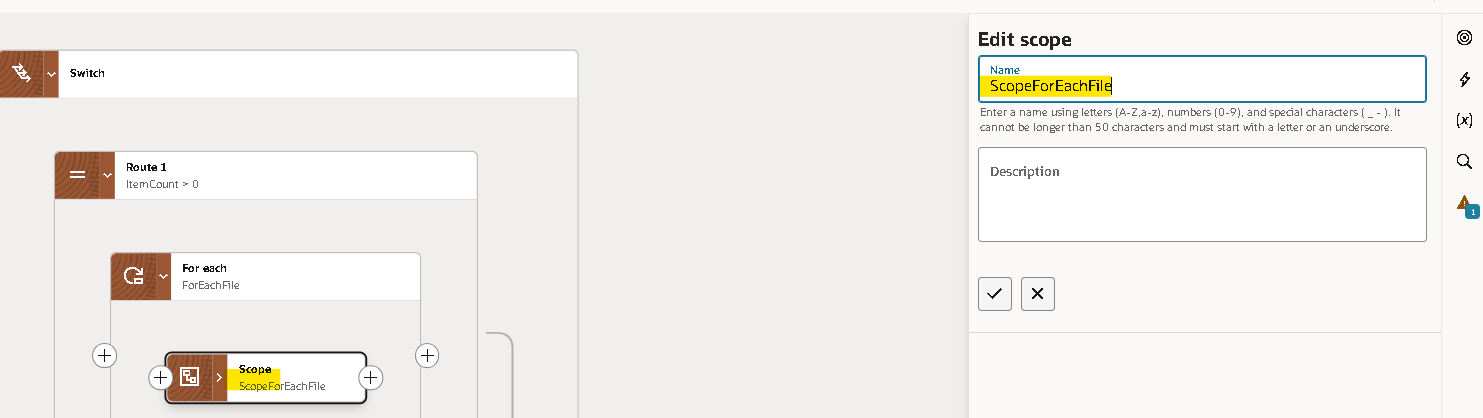 Switch
Route 1
ItemCount > 0
For each
ForEachFile
Scope
ScopeForEachFile
Edit scope
Name
ScopeForEachFile
Enter a name using letters (A-Z,a-z), numbers (0-9), and special characters ( _ - ). It
cannot be longer than 50 characters and must start with a letter or an underscore.
Description
(x)
1